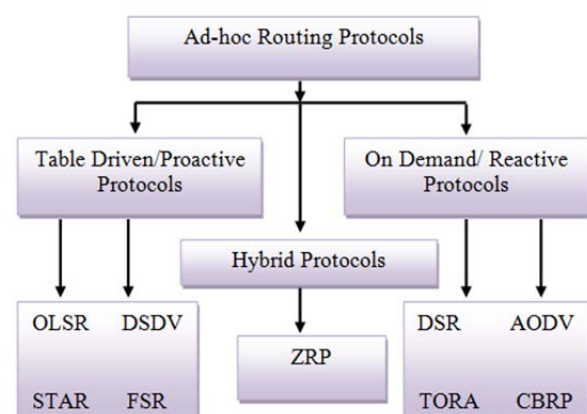 Ad-hoc Routing Protocols
Table Driven/Proactive
Protocols
On Demand/ Reactive
Protocols
Hybrid Protocols
OLSR DSDV
STAR FSR
ZRP
DSR AODV
TORA CBRP